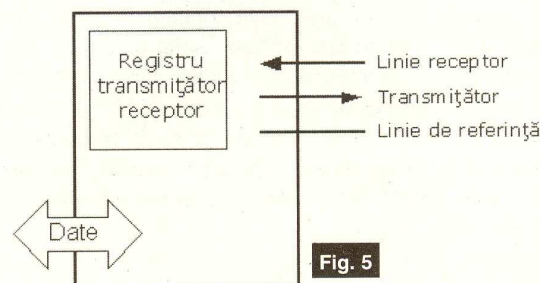 Registru
transmiţător
receptor
Linie receptor
Transmiţător
Linie de referinţă
Date
Fig. 5